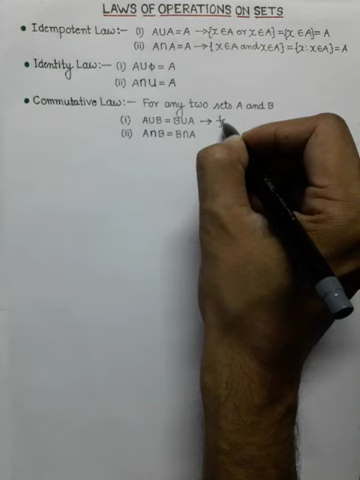 LAWS OF OPERATIONS ON SETS
• Idempotent Law:- (i) A∪A = A → {x∈A or x∈A} = {x∈A} = A
(ii) A∩A = A → {x∈A and x∈A} = {x:x∈A} = A
• Identity Law:- (i) A∪ϕ = A
(ii) A∩U = A
• Commutative Law:- For any two sets A and B
(i) A∪B = B∪A →
(ii) A∩B = B∩A